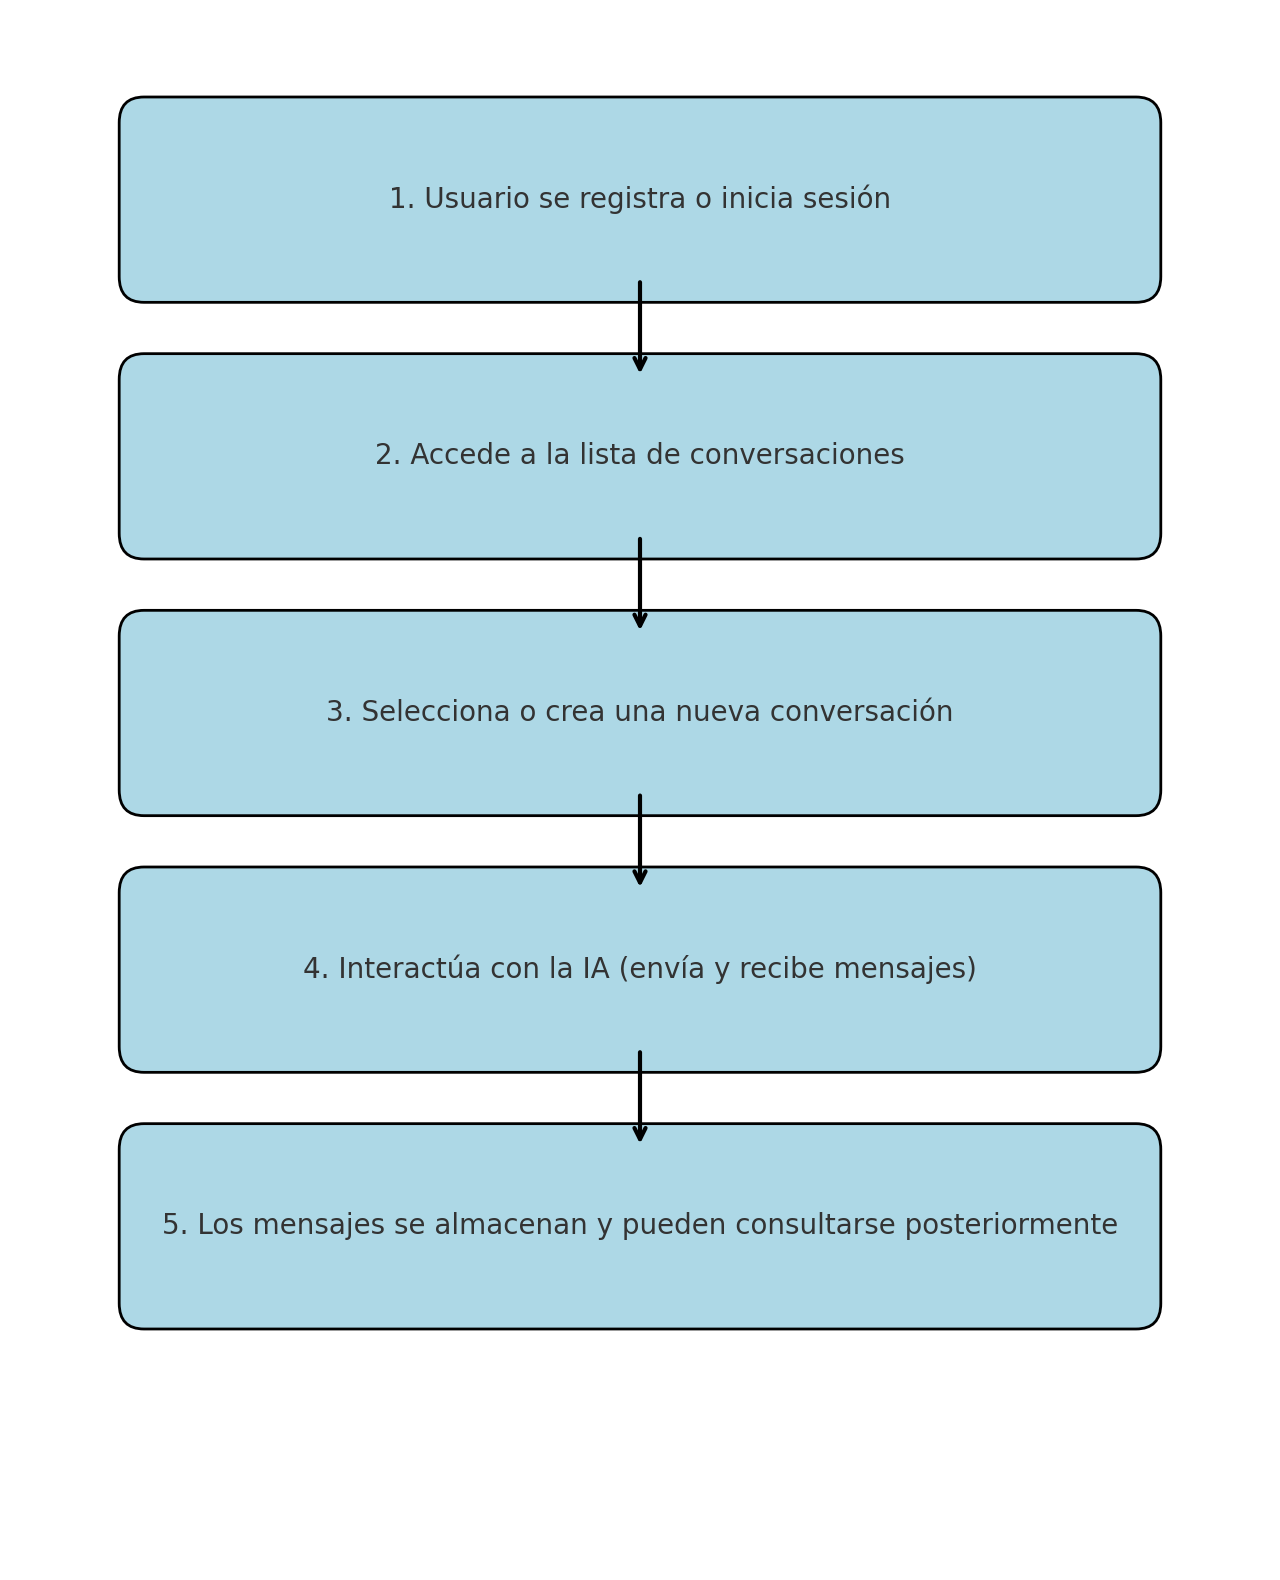 1. Usuario se registra o inicia sesión
2. Accede a la lista de conversaciones
3. Selecciona o crea una nueva conversación
4. Interactúa con la IA (envía y recibe mensajes)
5. Los mensajes se almacenan y pueden consultarse posteriormente